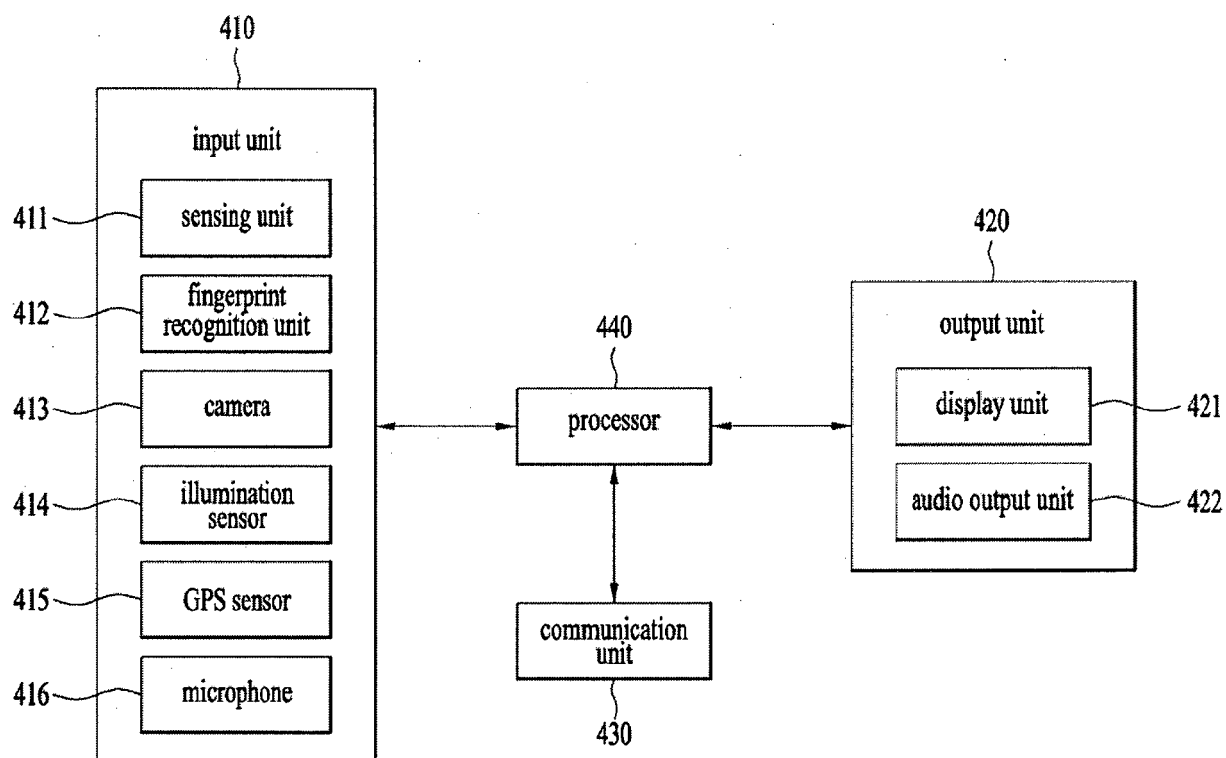 410
input unit
411
sensing unit
412
fingerprint
recognition unit
413
camera
414
illumination
sensor
415
GPS sensor
416
microphone
440
processor
communication
unit
430
420
output unit
display unit
421
audio output unit
422